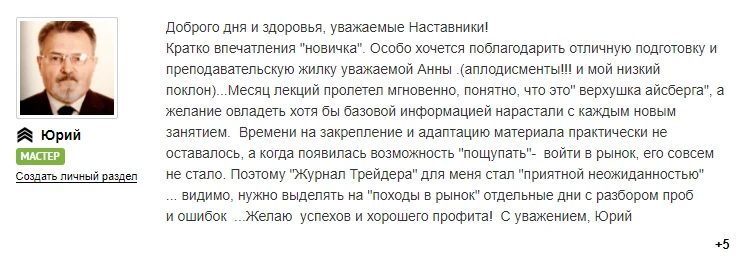 Доброго дня и здоровья, уважаемые Наставники!
Кратко впечатления "новичка". Особо хочется поблагодарить отличную подготовку и
преподавательскую жилку уважаемой Анны .(аплодисменты!!! и мой низкий
поклон)...Месяц лекций пролетел мгновенно, понятно, что это" верхушка айсберга", а
желание овладеть хотя бы базовой информацией нарастали с каждым новым
занятием.  Времени на закрепление и адаптацию материала практически не
оставалось, а когда появилась возможность "пощупать"-  войти в рынок, его совсем
не стало. Поэтому "Журнал Трейдера" для меня стал "приятной неожиданностью"
... видимо, нужно выделять на "походы в рынок" отдельные дни с разбором проб
и ошибок  ...Желаю  успехов и хорошего профита!  С уважением, Юрий
Юрий
МАСТЕР
Создать личный раздел
+5